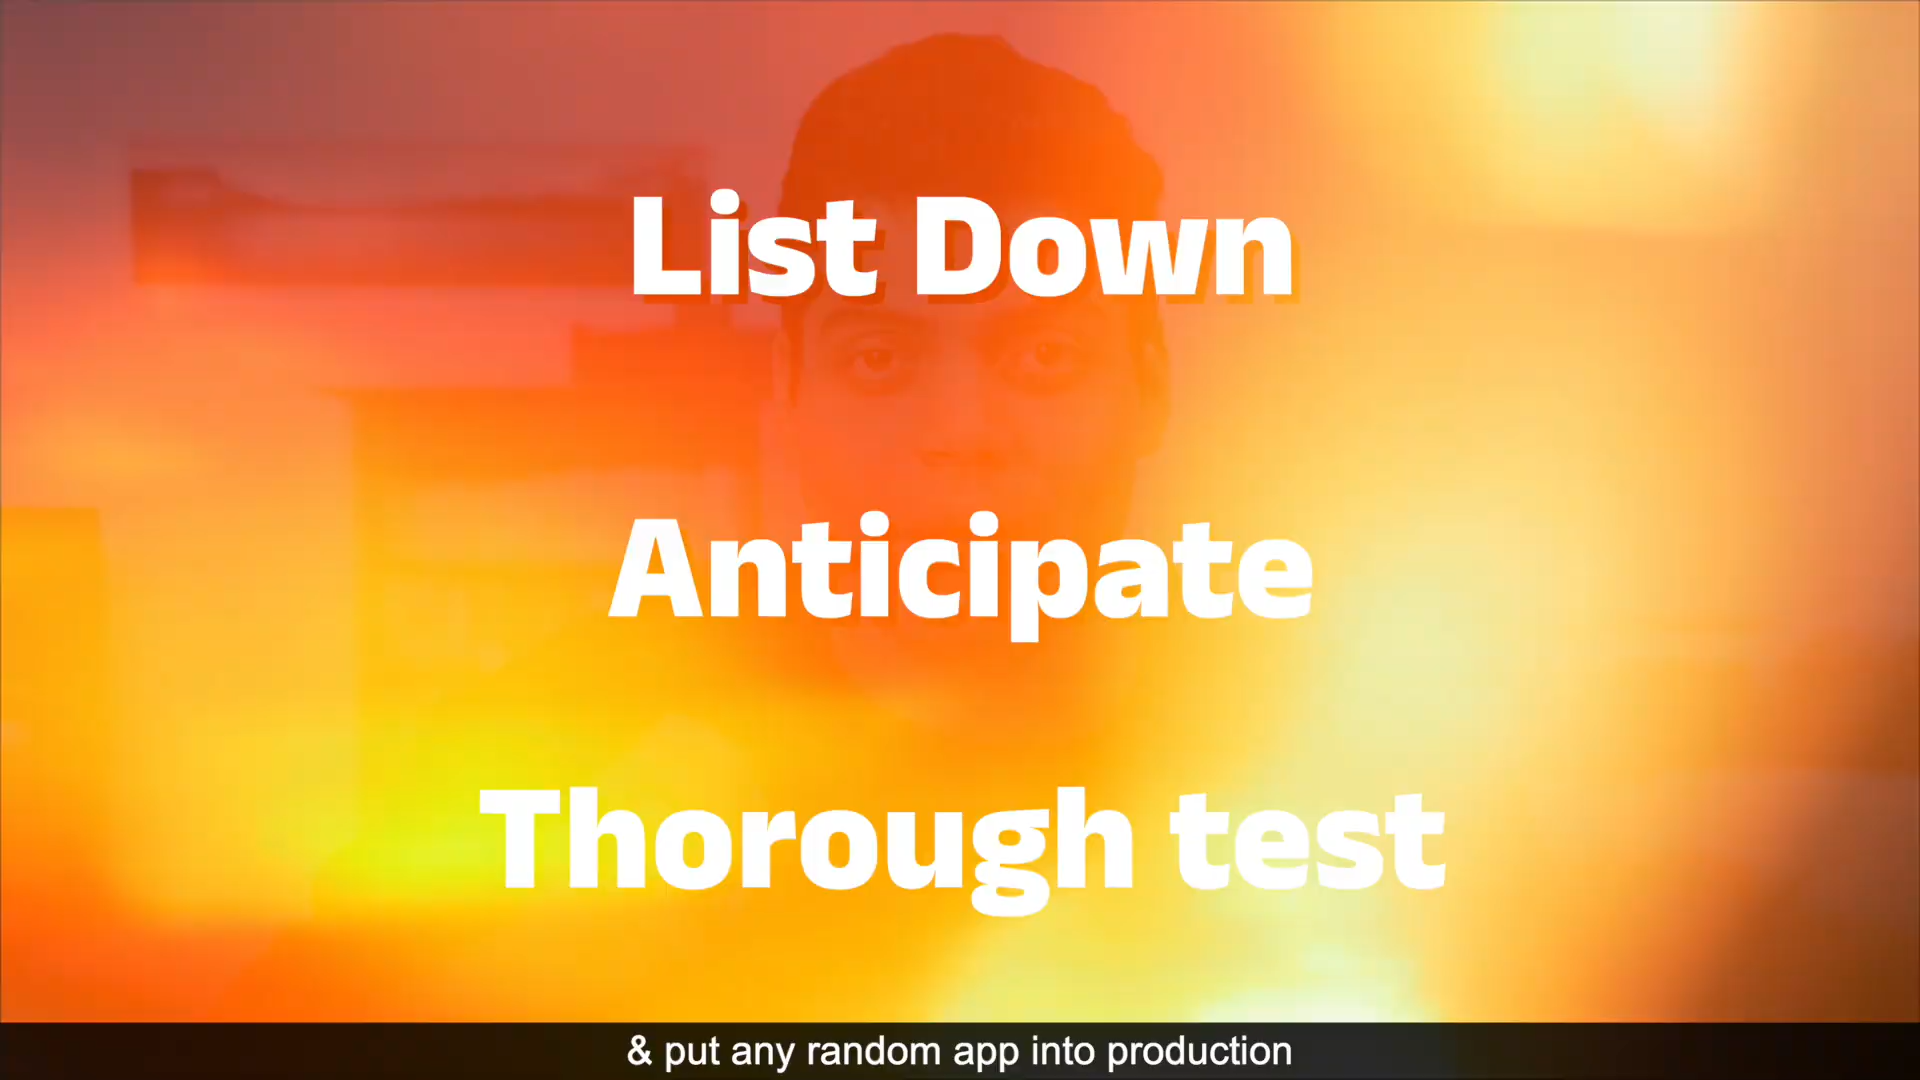 List Down
Anticipate
Thorough test
& put any random app into production